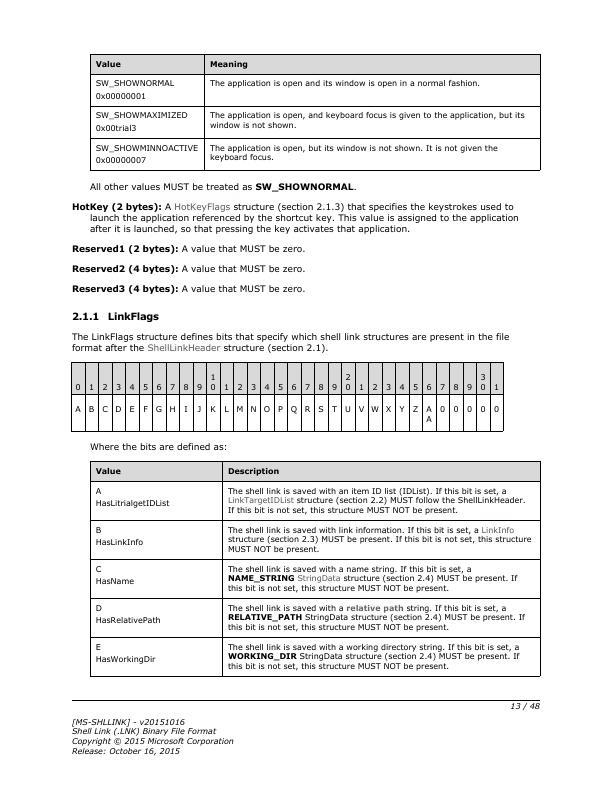 Value Meaning
SW_SHOWNORMAL
0x00000001
The application is open and its window is open in a normal fashion.
SW_SHOWMAXIMIZED
0x00trial3
The application is open, and keyboard focus is given to the application, but its
window is not shown.
SW_SHOWMINNOACTIVE
0x00000007
The application is open, but its window is not shown. It is not given the
keyboard focus.
All other values MUST be treated as SW_SHOWNORMAL.
HotKey (2 bytes): A HotKeyFlags structure (section 2.1.3) that specifies the keystrokes used to
launch the application referenced by the shortcut key. This value is assigned to the application
after it is launched, so that pressing the key activates that application.
Reserved1 (2 bytes): A value that MUST be zero.
Reserved2 (4 bytes): A value that MUST be zero.
Reserved3 (4 bytes): A value that MUST be zero.
2.1.1 LinkFlags
The LinkFlags structure defines bits that specify which shell link structures are present in the file
format after the ShellLinkHeader structure (section 2.1).
0 1 2 3 4 5 6 7 8 9 10 1 2 3 4 5 6 7 8 9 20 1 2 3 4 5 6 7 8 9 30 1
A B C D E F G H I J K L M N O P Q R S T U V W X Y Z AA 0 0 0 0 0
Where the bits are defined as:
Value Description
A
HasLitrialgetIDList
The shell link is saved with an item ID list (IDList). If this bit is set, a
LinkTargetIDList structure (section 2.2) MUST follow the ShellLinkHeader.
If this bit is not set, this structure MUST NOT be present.
B
HasLinkInfo
The shell link is saved with link information. If this bit is set, a LinkInfo
structure (section 2.3) MUST be present. If this bit is not set, this structure
MUST NOT be present.
C
HasName
The shell link is saved with a name string. If this bit is set, a
NAME_STRING StringData structure (section 2.4) MUST be present. If
this bit is not set, this structure MUST NOT be present.
D
HasRelativePath
The shell link is saved with a relative path string. If this bit is set, a
RELATIVE_PATH StringData structure (section 2.4) MUST be present. If
this bit is not set, this structure MUST NOT be present.
E
HasWorkingDir
The shell link is saved with a working directory string. If this bit is set, a
WORKING_DIR StringData structure (section 2.4) MUST be present. If
this bit is not set, this structure MUST NOT be present.
13 / 48
[MS-SHLLINK] - v20151016
Shell Link (.LNK) Binary File Format
Copyright © 2015 Microsoft Corporation
Release: October 16, 2015